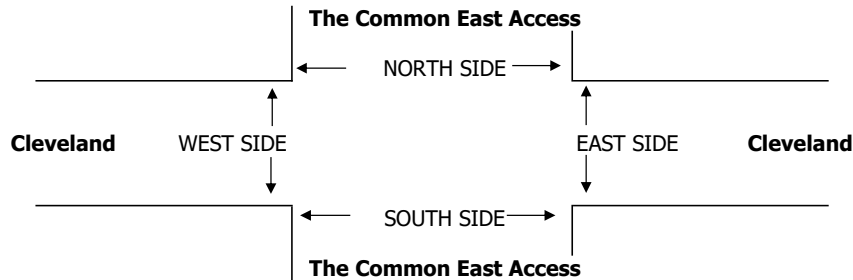 The Common East Access
NORTH SIDE
Cleveland WEST SIDE EAST SIDE Cleveland
SOUTH SIDE
The Common East Access